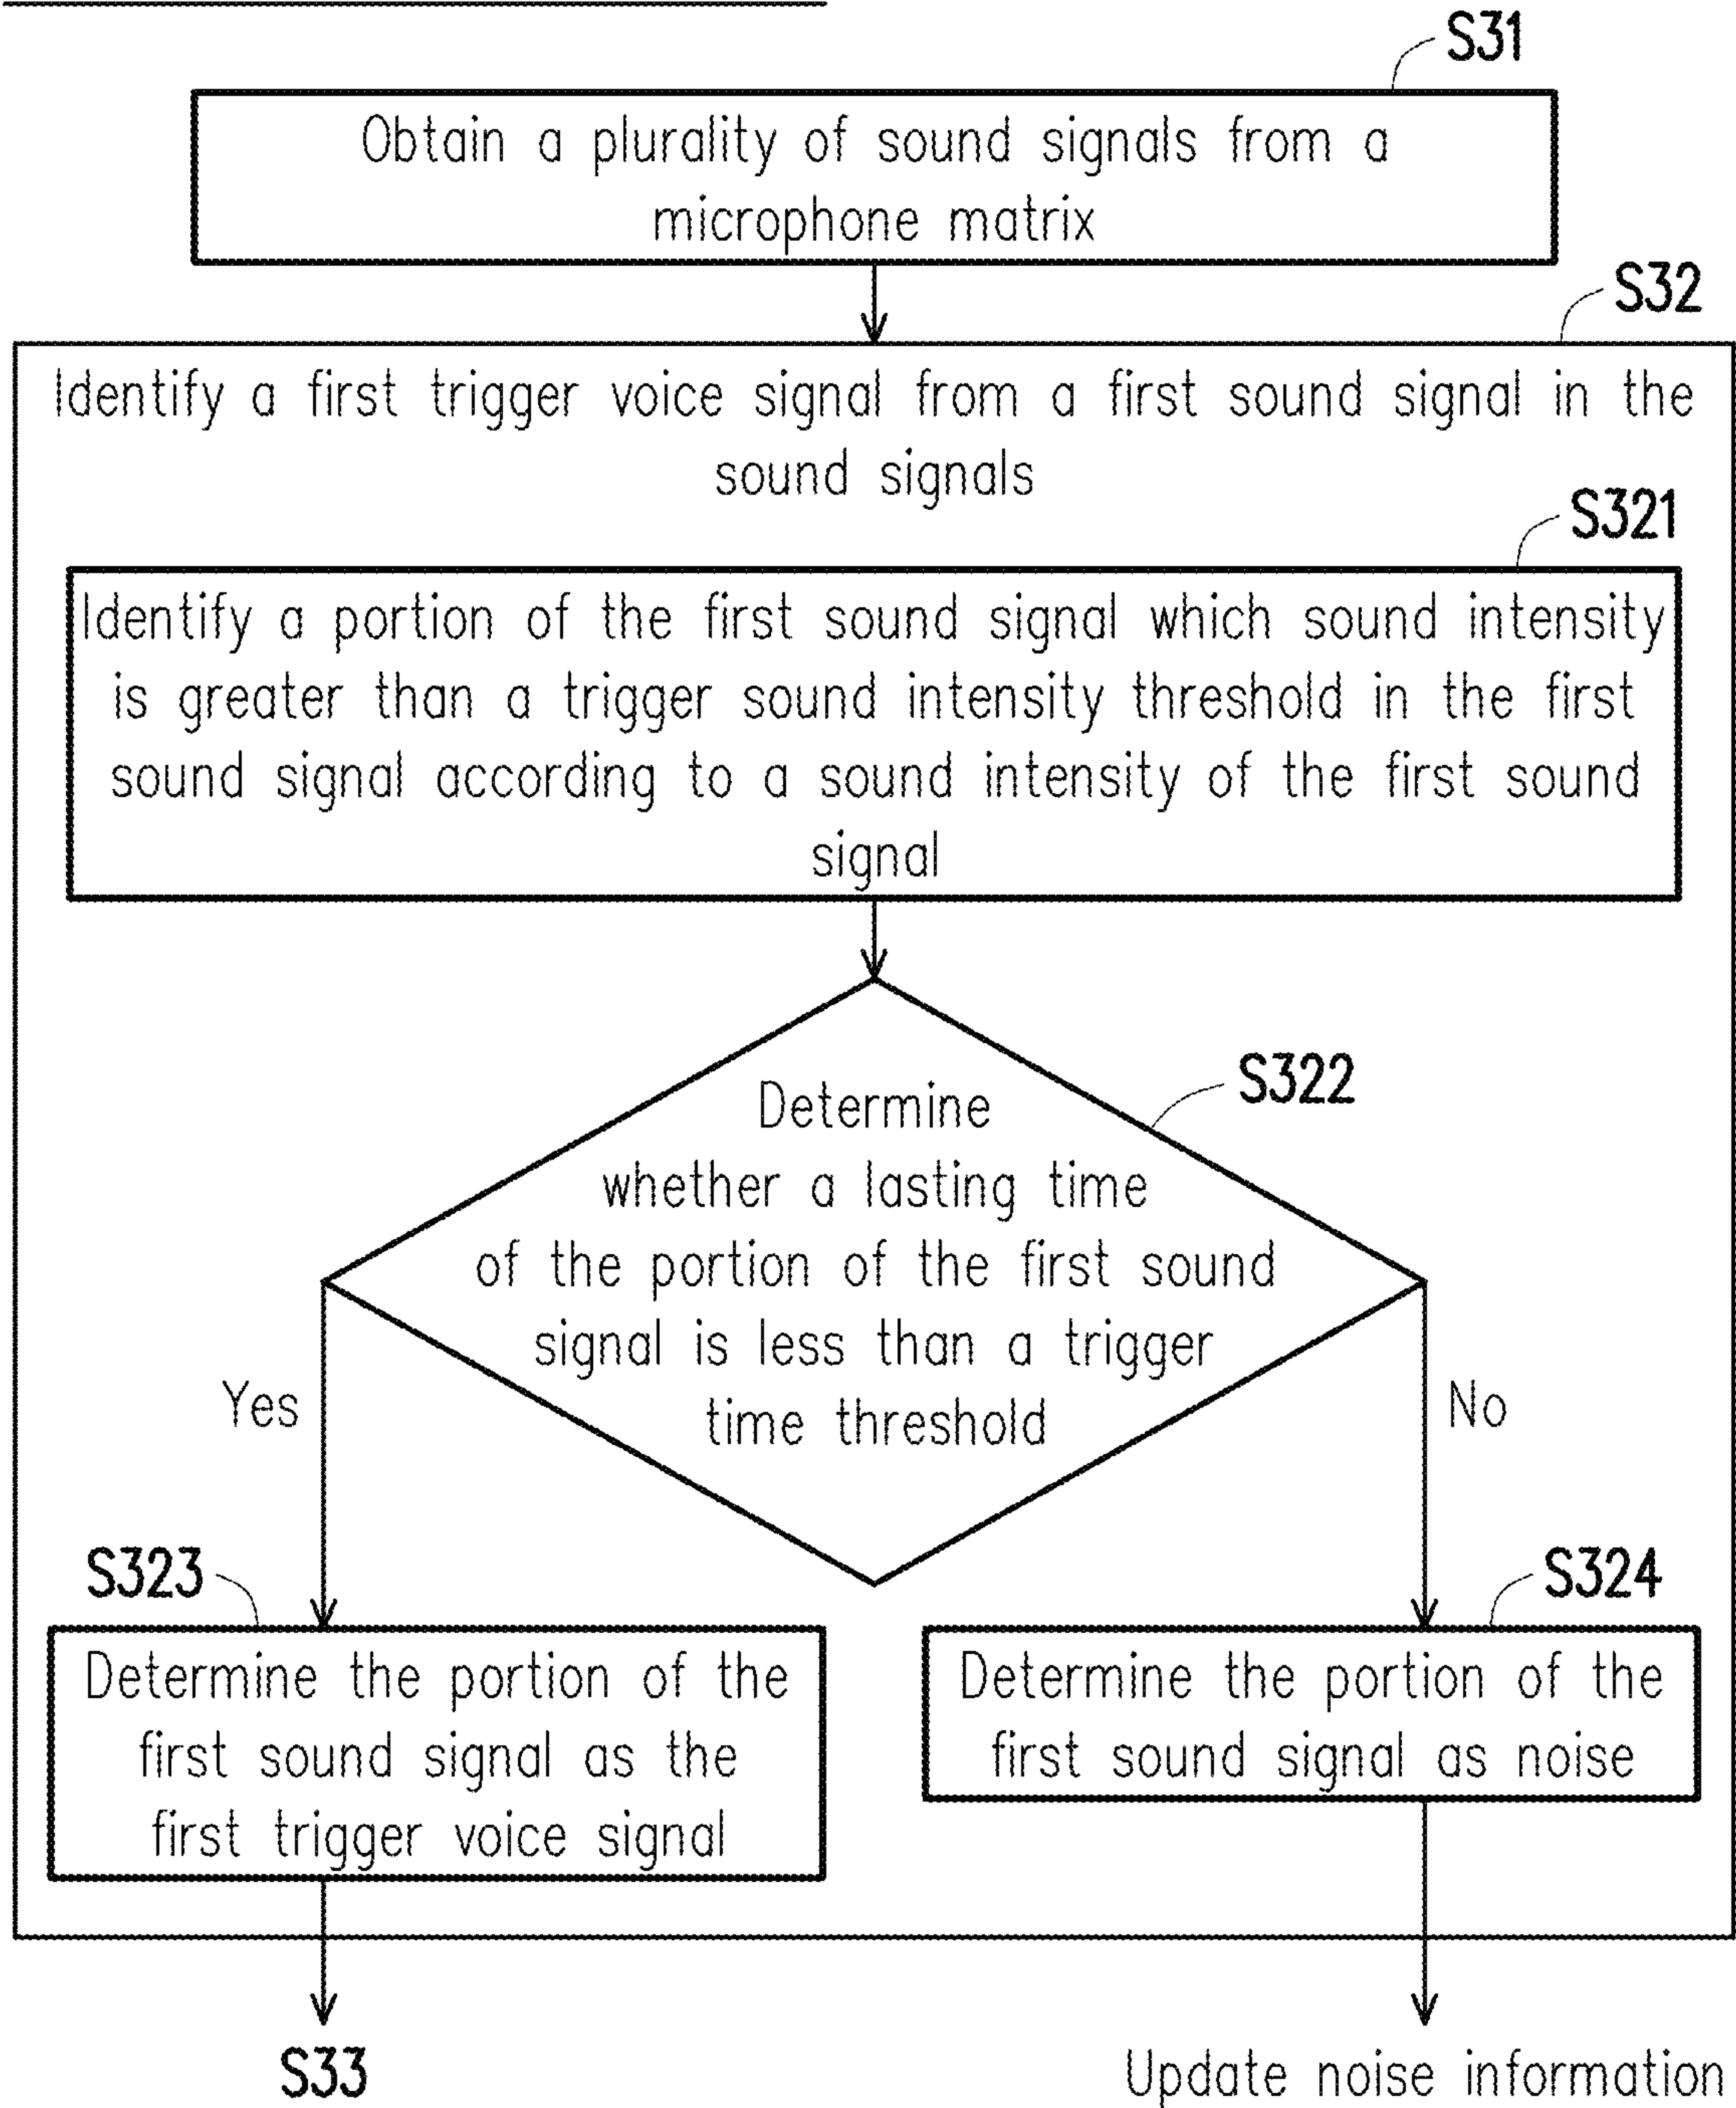 S31
Obtain a plurality of sound signals from a
microphone matrix
S32
Identify a first trigger voice signal from a first sound signal in the
sound signals
S321
Identify a portion of the first sound signal which sound intensity
is greater than a trigger sound intensity threshold in the first
sound signal according to a sound intensity of the first sound
signal
S322
Determine
whether a lasting time
of the portion of the first sound
signal is less than a trigger
time threshold
Yes
No
S323
Determine the portion of the
first sound signal as the
first trigger voice signal
S324
Determine the portion of the
first sound signal as noise
S33
Update noise information